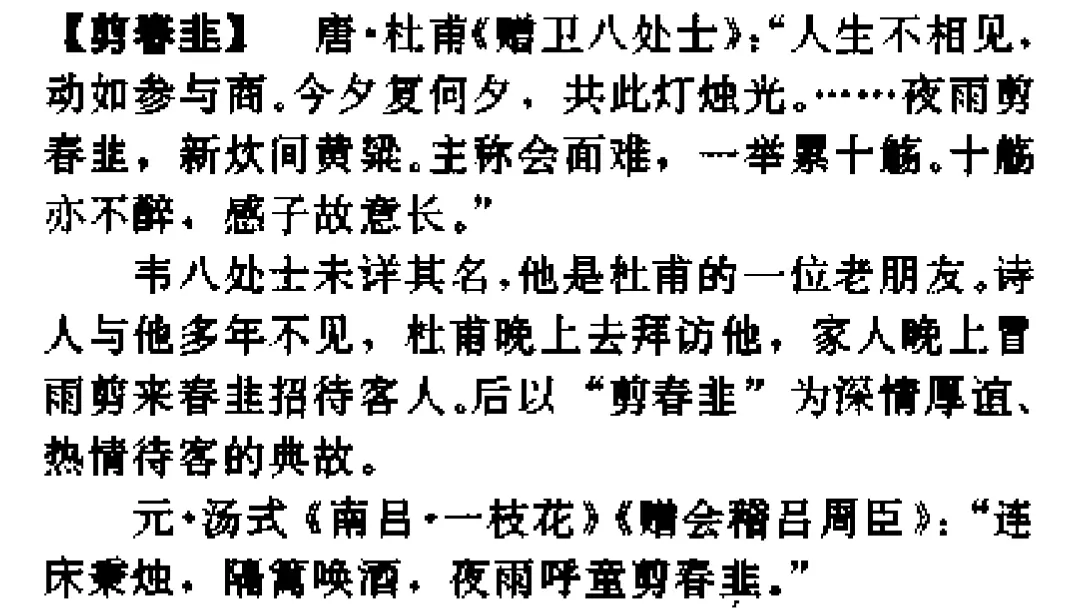 【剪春韭】 唐·杜甫《赠卫八处士》:“人生不相见,
动如参与商。今夕复何夕,共此灯烛光。……夜雨剪
春韭,新炊间黄粱。主称会面难,一举累十觞。十觞
亦不醉,感子故意长。”
韦八处士未详其名,他是杜甫的一位老朋友。诗
人与他多年不见,杜甫晚上去拜访他,家人晚上冒
雨剪来春韭招待客人。后以“剪春韭”为深情厚谊、
热情待客的典故。
元·汤式《南吕·一枝花》《赠会稽吕周臣》:“连
床秉烛,隔篱唤酒,夜雨呼童剪春韭。”